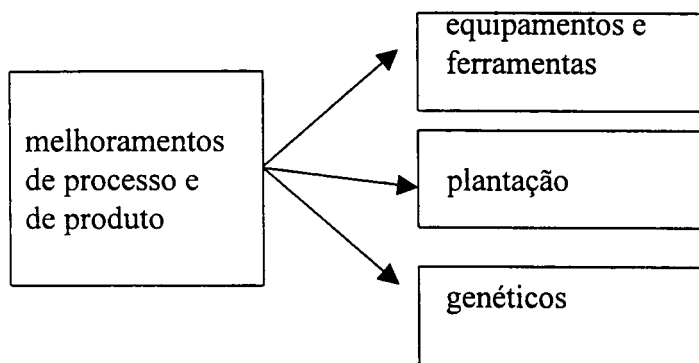 melhoramentos
de processo e
de produto
equipamentos e
ferramentas
plantação
genéticos